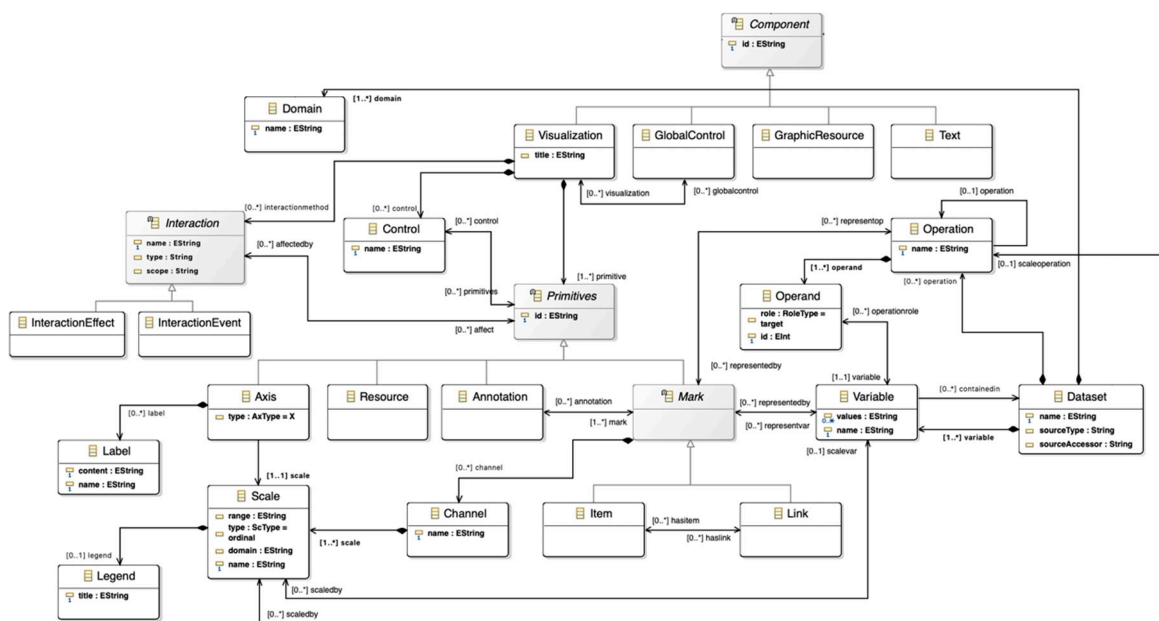 Component
id : EString
[1..*] domain
Domain
name : EString
Visualization
title : EString
GlobalControl
GraphicResource
Text
[0..*] visualization
[0..*] globalcontrol
[0..1] operation
[0..*] interactionmethod
[0..*] control
[0..*] control
[0..*] representop
Interaction
name : EString
type : String
scope : String
[0..*] affectedby
Control
name : EString
Operation
name : EString
[0..1] scaleoperation
[1..*] operand
[0..*] operation
[1..*] primitive
[0..*] primitives
Primitives
id : EString
Operand
role : RoleType =
target
id : EInt
[0..*] operationrole
InteractionEffect
InteractionEvent
[0..*] affect
[0..*] representedby
[1..1] variable
Axis
type : AxType = X
Resource
Annotation
Mark
Variable
values : EString
0..*
name : EString
Dataset
name : EString
sourceType : String
sourceAccessor : String
[0..*] containedin
[0..*] label
[0..*] annotation
[1..*] mark
[0..*] representedby
[0..*] representvar
[1..*] variable
[0..1] scalevar
Label
content : EString
name : EString
[1..1] scale
[0..*] channel
Scale
range : EString
type : ScType =
ordinal
domain : EString
name : EString
Channel
name : EString
[1..*] scale
Item
Link
[0..*] hasitem
[0..*] haslink
[0..1] legend
Legend
title : EString
[0..*] scaledby
[0..*] scaledby